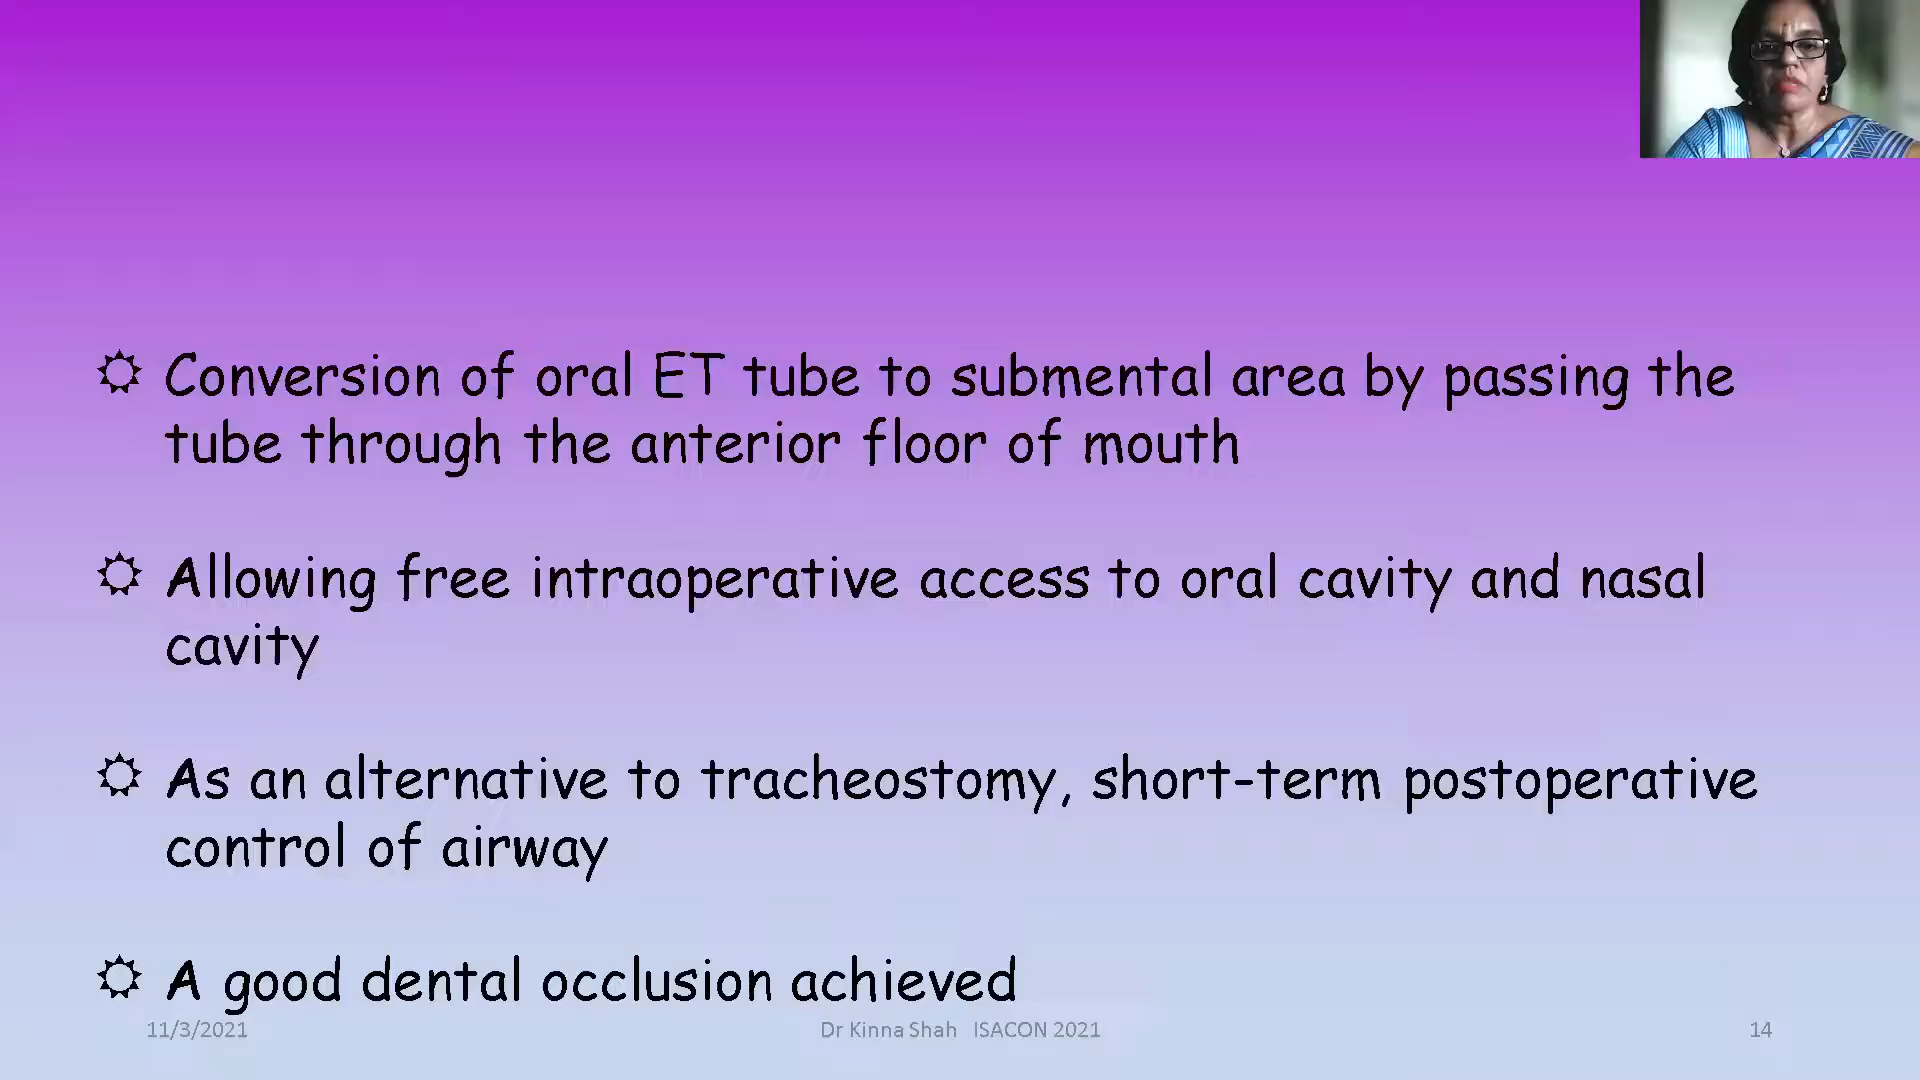 Conversion of oral ET tube to submental area by passing the
tube through the anterior floor of mouth
Allowing free intraoperative access to oral cavity and nasal
cavity
As an alternative to tracheostomy, short-term postoperative
control of airway
A good dental occlusion achieved
11/3/2021
Dr Kinna Shah ISACON 2021
14